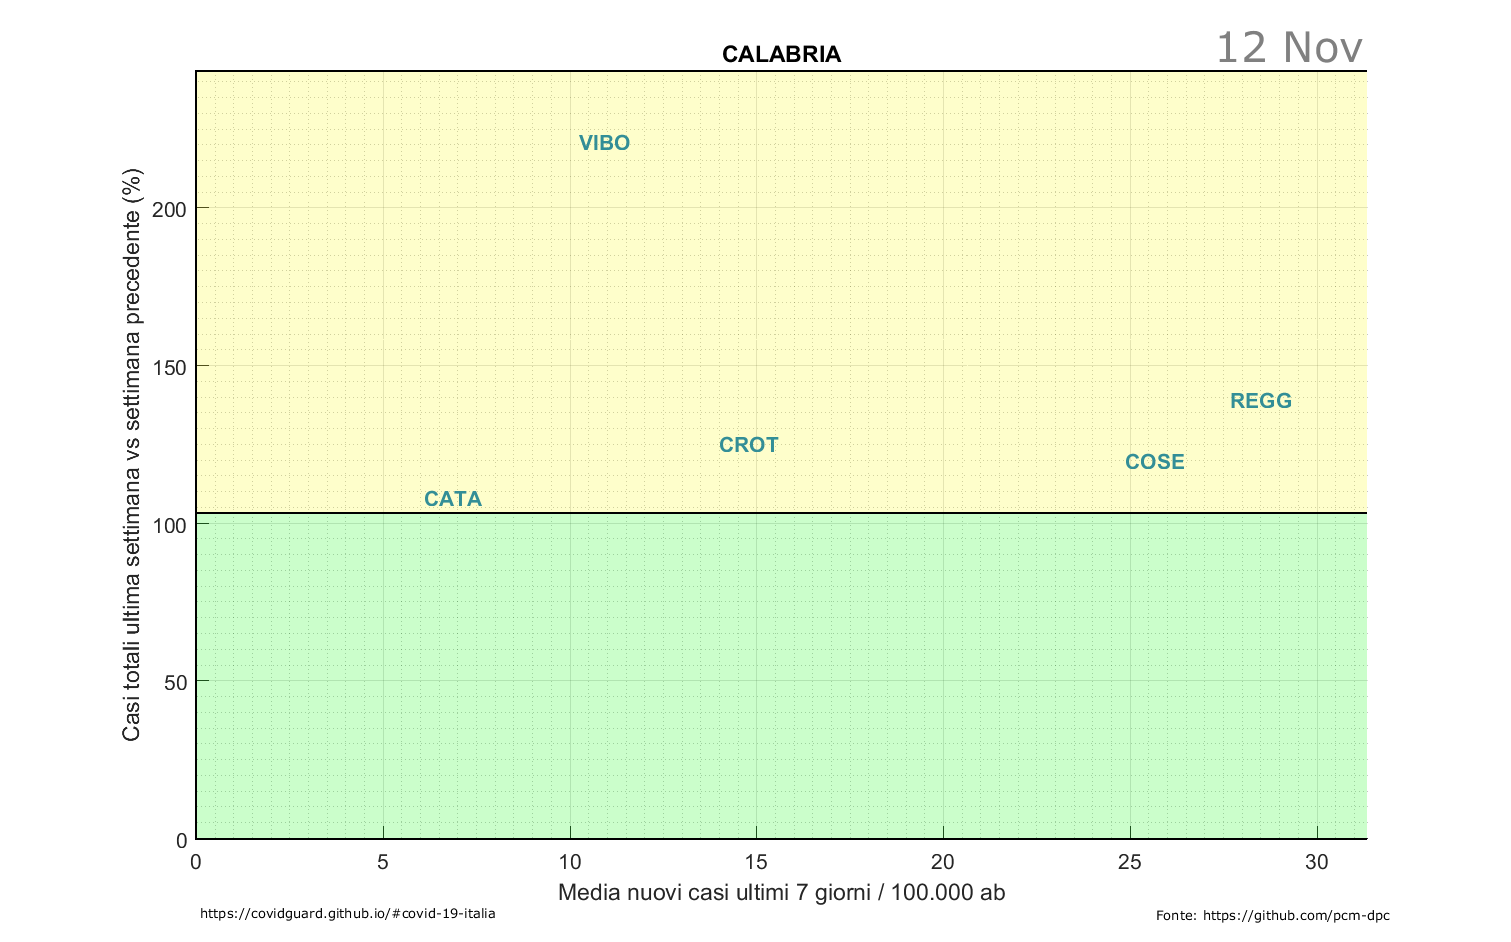 12 Nov
CALABRIA
Casi totali ultima settimana vs settimana precedente (%)
200
150
100
50
0
VIBO
REGG
CROT
COSE
CATA
0 5 10 15 20 25 30
Media nuovi casi ultimi 7 giorni / 100.000 ab
https://covidguard.github.io/#covid-19-italia
Fonte: https://github.com/pcm-dpc